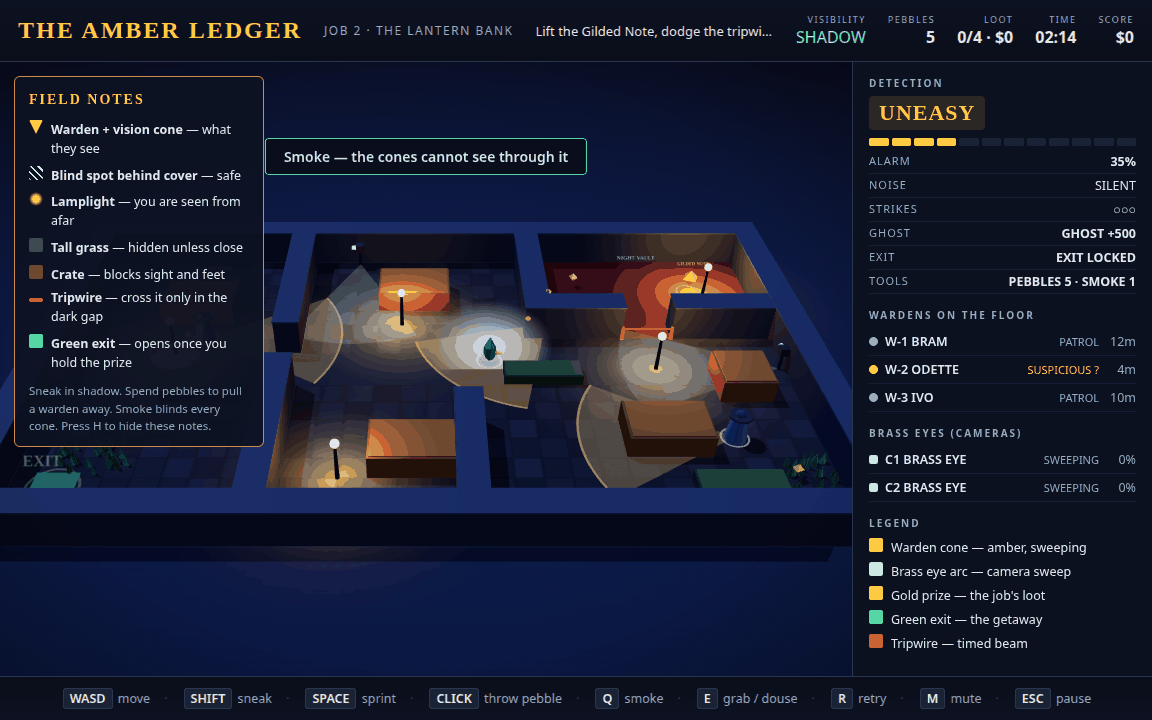 THE AMBER LEDGER
JOB 2 · THE LANTERN BANK
Lift the Gilded Note, dodge the tripwi…
VISIBILITY
SHADOW
PEBBLES
5
LOOT
0/4 · $0
TIME
02:14
SCORE
$0
FIELD NOTES
Warden + vision cone — what
they see
Blind spot behind cover — safe
Lamplight — you are seen from
afar
Tall grass — hidden unless close
Crate — blocks sight and feet
Tripwire — cross it only in the
dark gap
Green exit — opens once you
hold the prize
Sneak in shadow. Spend pebbles to pull
a warden away. Smoke blinds every
cone. Press H to hide these notes.
Smoke — the cones cannot see through it
NIGHT VAULT
EXIT
DETECTION
UNEASY
ALARM 35%
NOISE SILENT
STRIKES ○○○
GHOST GHOST +500
EXIT EXIT LOCKED
TOOLS PEBBLES 5 · SMOKE 1
WARDENS ON THE FLOOR
W-1 BRAM PATROL 12m
W-2 ODETTE SUSPICIOUS ? 4m
W-3 IVO PATROL 10m
BRASS EYES (CAMERAS)
C1 BRASS EYE SWEEPING 0%
C2 BRASS EYE SWEEPING 0%
LEGEND
Warden cone — amber, sweeping
Brass eye arc — camera sweep
Gold prize — the job's loot
Green exit — the getaway
Tripwire — timed beam
WASD move · SHIFT sneak · SPACE sprint · CLICK throw pebble · Q smoke · E grab / douse · R retry · M mute · ESC pause